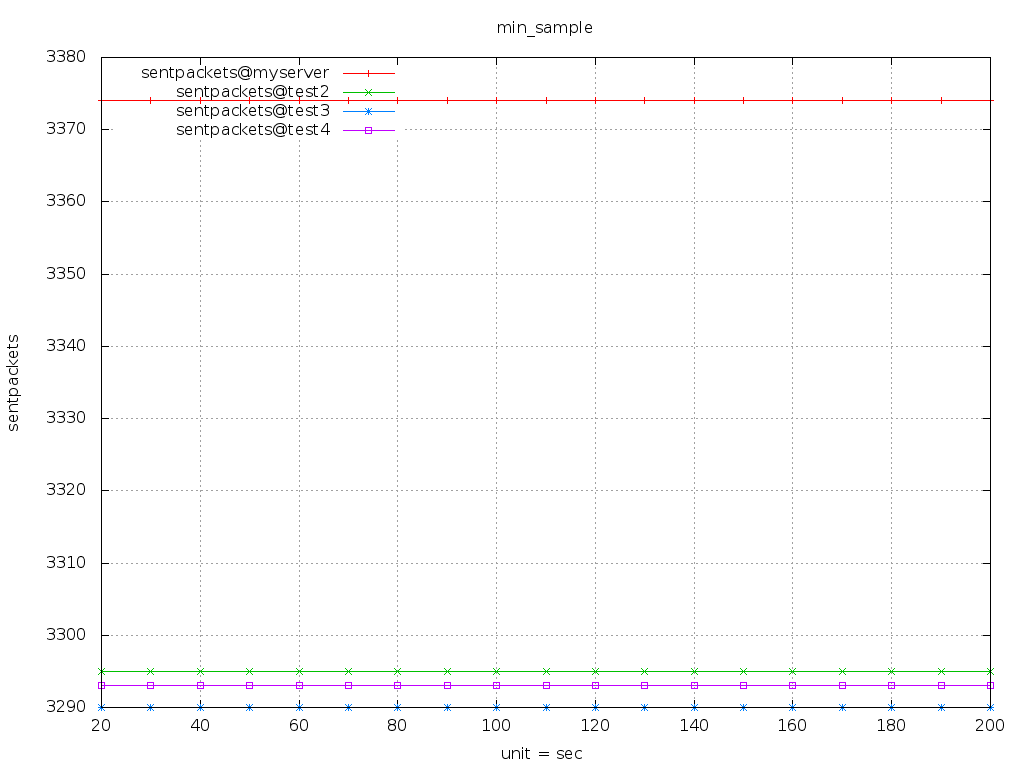 min_sample
3380
3370
3360
3350
3340
3330
3320
3310
3300
3290
sentpackets
sentpackets@myserver
sentpackets@test2
sentpackets@test3
sentpackets@test4
20 40 60 80 100 120 140 160 180 200
unit = sec